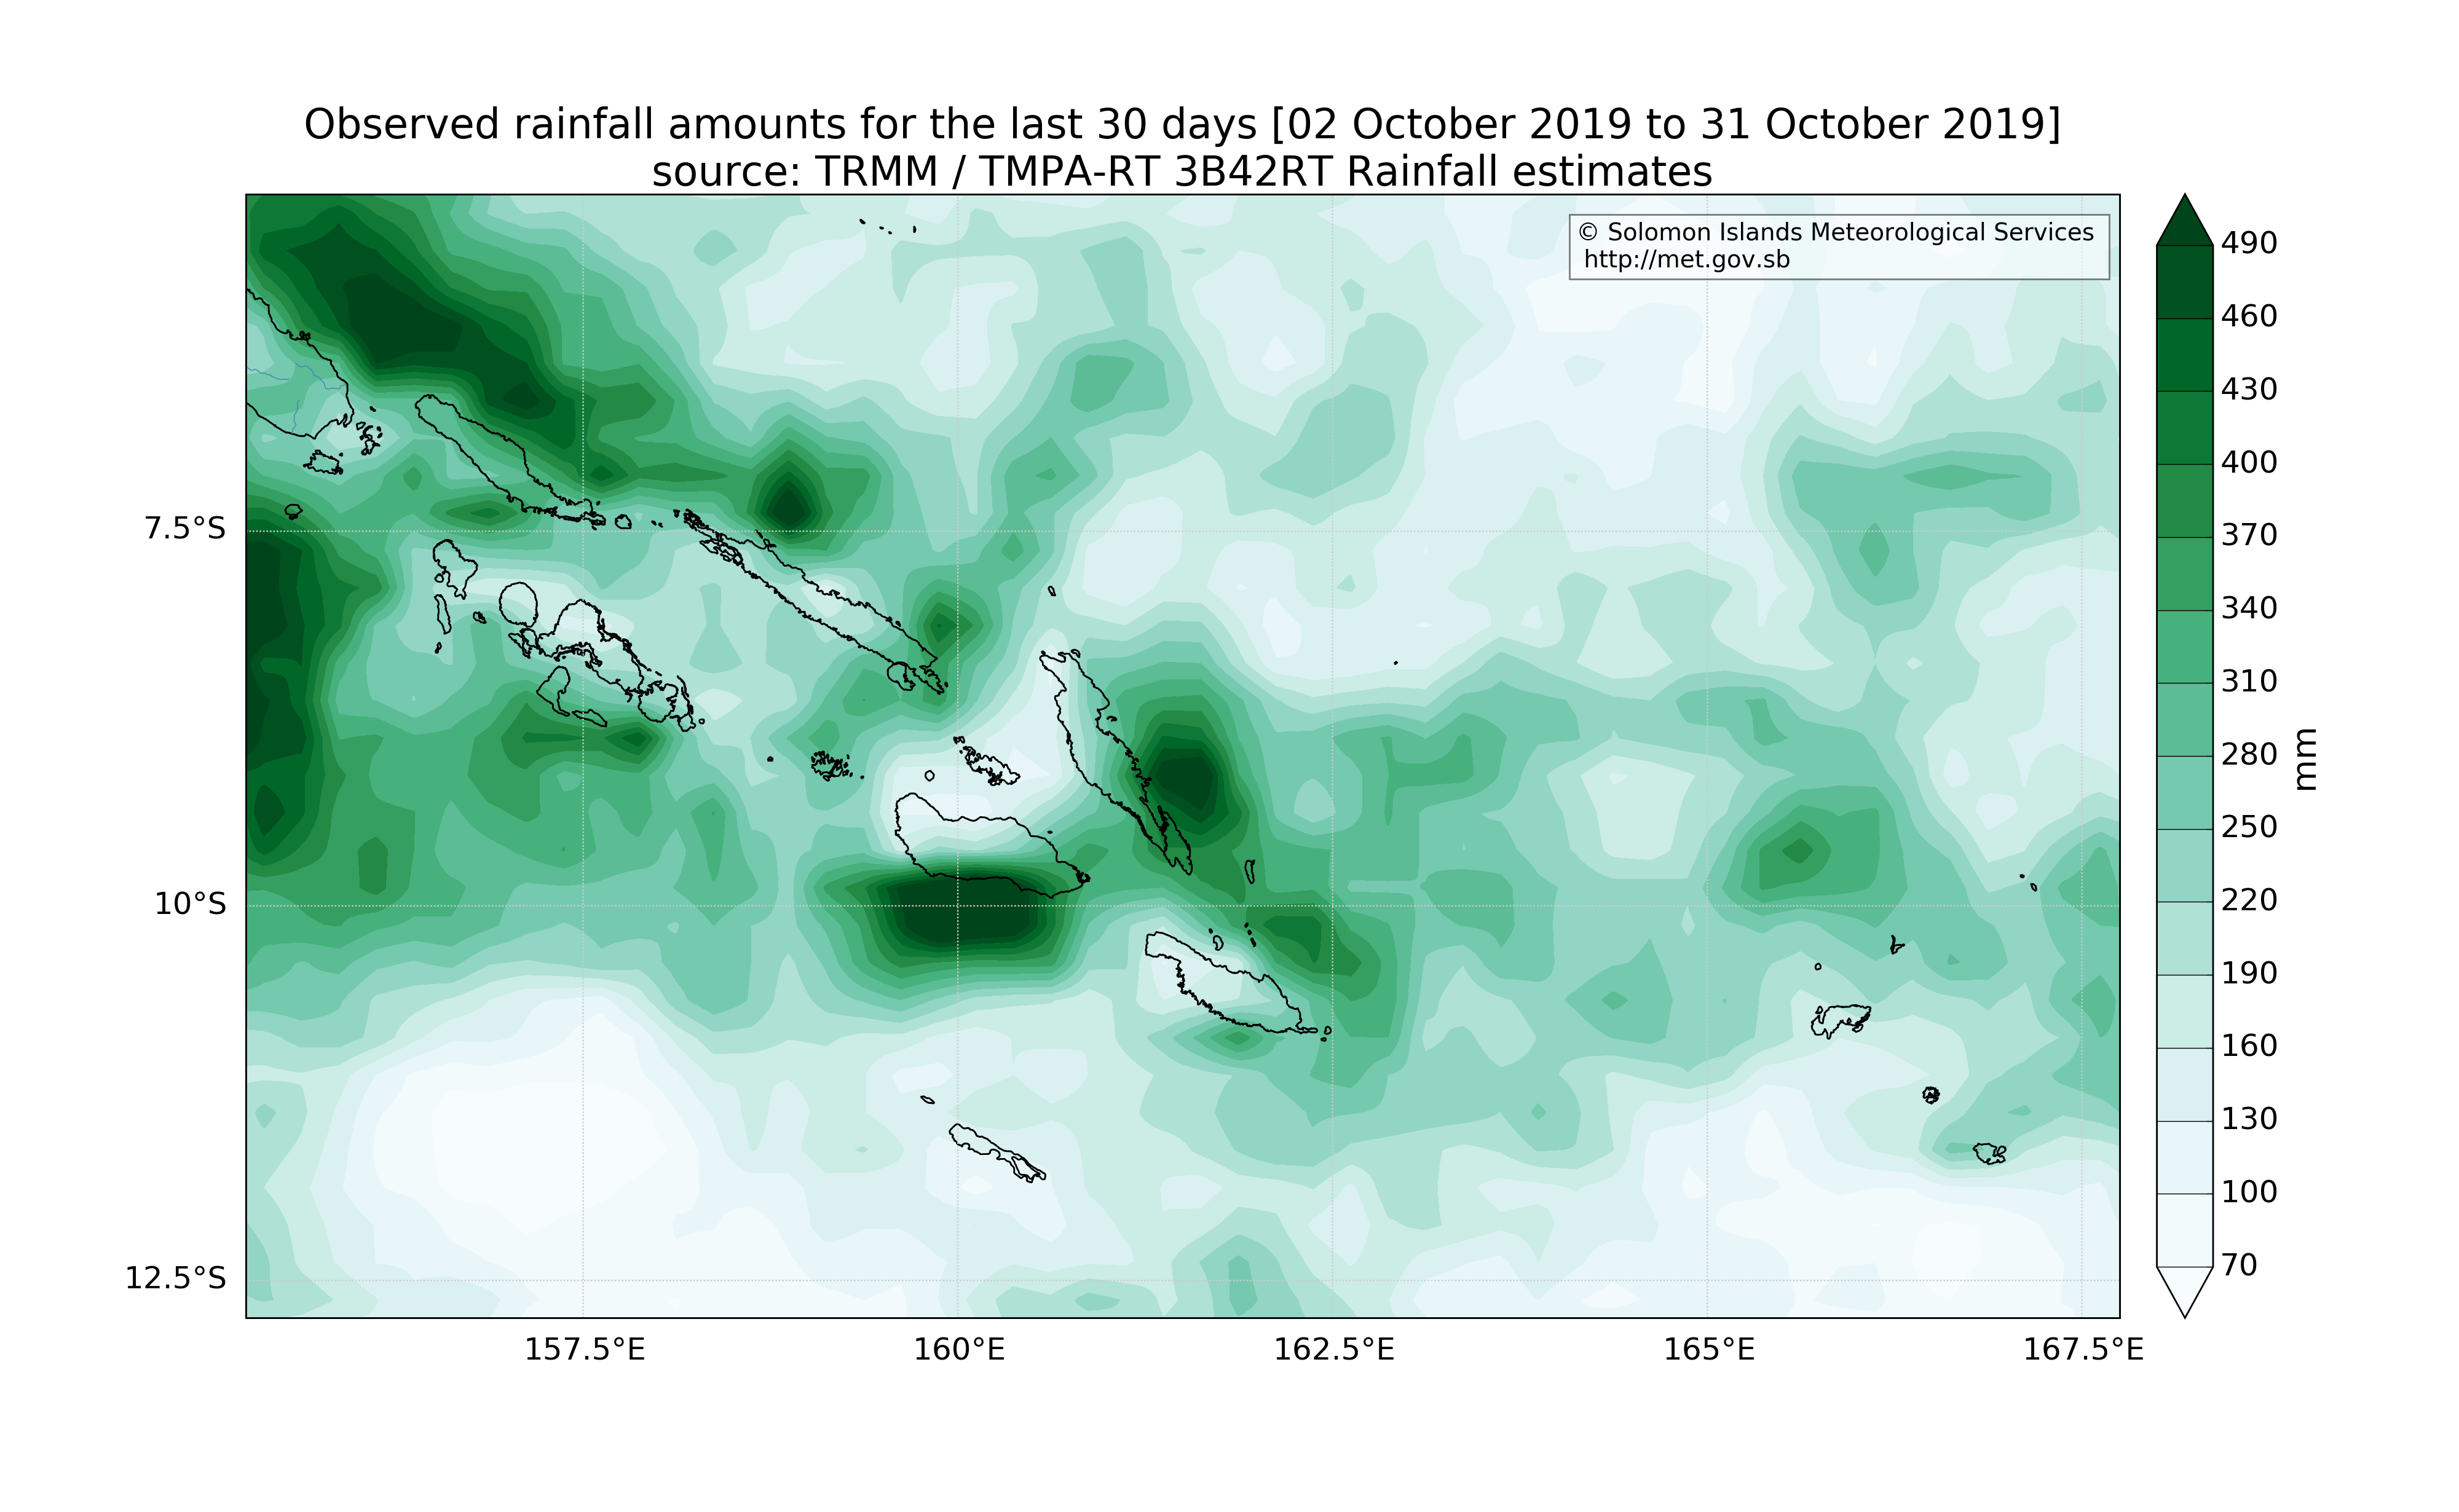 Observed rainfall amounts for the last 30 days [02 October 2019 to 31 October 2019]
source: TRMM / TMPA-RT 3B42RT Rainfall estimates
© Solomon Islands Meteorological Services
http://met.gov.sb
7.5°S
10°S
12.5°S
157.5°E
160°E
162.5°E
165°E
167.5°E
490
460
430
400
370
340
310
280
250
220
190
160
130
100
70
mm